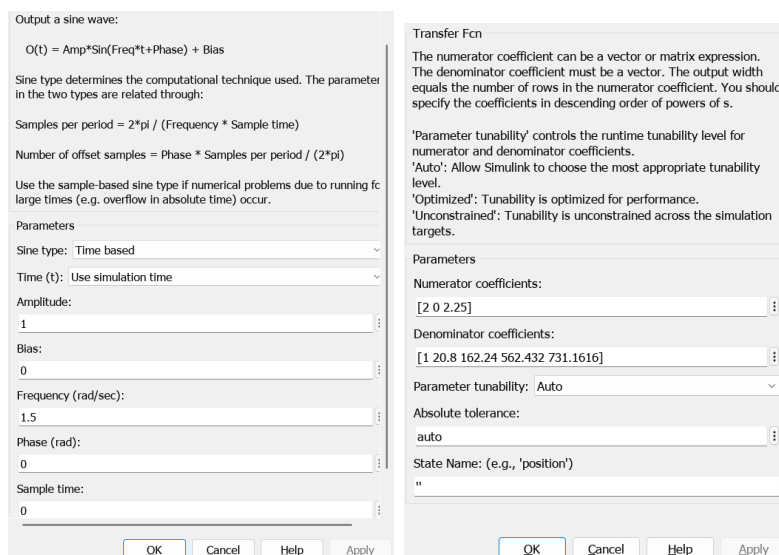 Output a sine wave:
O(t) = Amp*Sin(Freq*t+Phase) + Bias
Sine type determines the computational technique used. The parameter
in the two types are related through:
Samples per period = 2*pi / (Frequency * Sample time)
Number of offset samples = Phase * Samples per period / (2*pi)
Use the sample-based sine type if numerical problems due to running fo
large times (e.g. overflow in absolute time) occur.
Parameters
Sine type: Time based
Time (t): Use simulation time
Amplitude:
1
Bias:
0
Frequency (rad/sec):
1.5
Phase (rad):
0
Sample time:
0
OK Cancel Help Apply
Transfer Fcn
The numerator coefficient can be a vector or matrix expression.
The denominator coefficient must be a vector. The output width
equals the number of rows in the numerator coefficient. You should
specify the coefficients in descending order of powers of s.
'Parameter tunability' controls the runtime tunability level for
numerator and denominator coefficients.
'Auto': Allow Simulink to choose the most appropriate tunability
level.
'Optimized': Tunability is optimized for performance.
'Unconstrained': Tunability is unconstrained across the simulation
targets.
Parameters
Numerator coefficients:
[2 0 2.25]
Denominator coefficients:
[1 20.8 162.24 562.432 731.1616]
Parameter tunability: Auto
Absolute tolerance:
auto
State Name: (e.g., 'position')
''
OK Cancel Help Apply